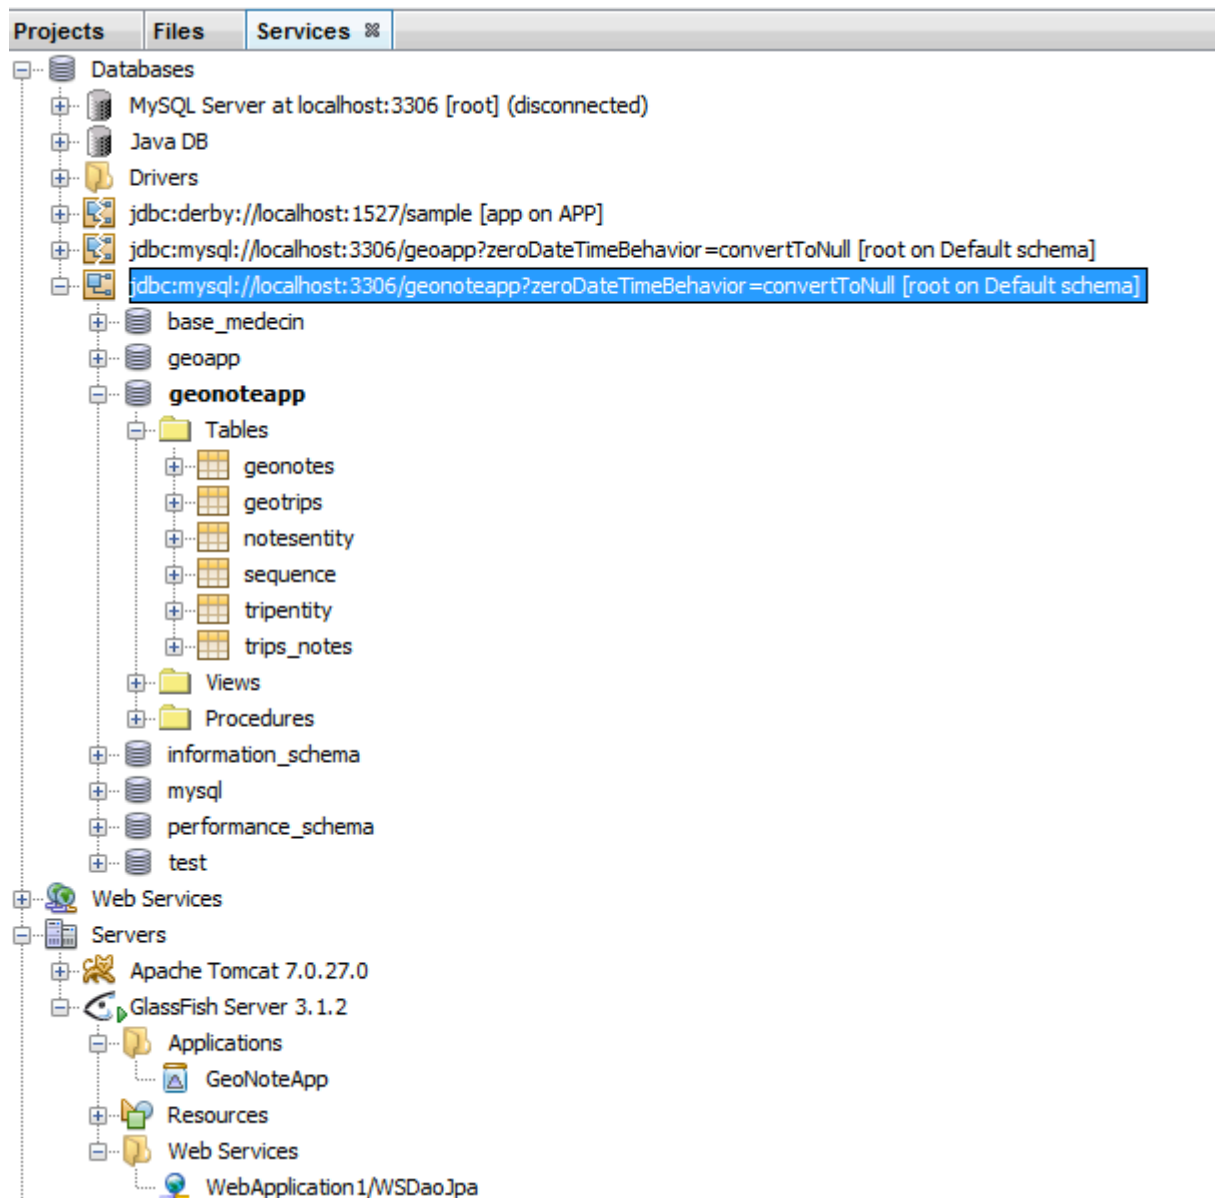 Projects Files Services
Databases
MySQL Server at localhost:3306 [root] (disconnected)
Java DB
Drivers
jdbc:derby://localhost:1527/sample [app on APP]
jdbc:mysql://localhost:3306/geoapp?zeroDateTimeBehavior=convertToNull [root on Default schema]
jdbc:mysql://localhost:3306/geonoteapp?zeroDateTimeBehavior=convertToNull [root on Default schema]
base_medecin
geoapp
geonoteapp
Tables
geonotes
geotrips
notesentity
sequence
tripentity
trips_notes
Views
Procedures
information_schema
mysql
performance_schema
test
Web Services
Servers
Apache Tomcat 7.0.27.0
GlassFish Server 3.1.2
Applications
GeoNoteApp
Resources
Web Services
WebApplication1/WSDaoJpa